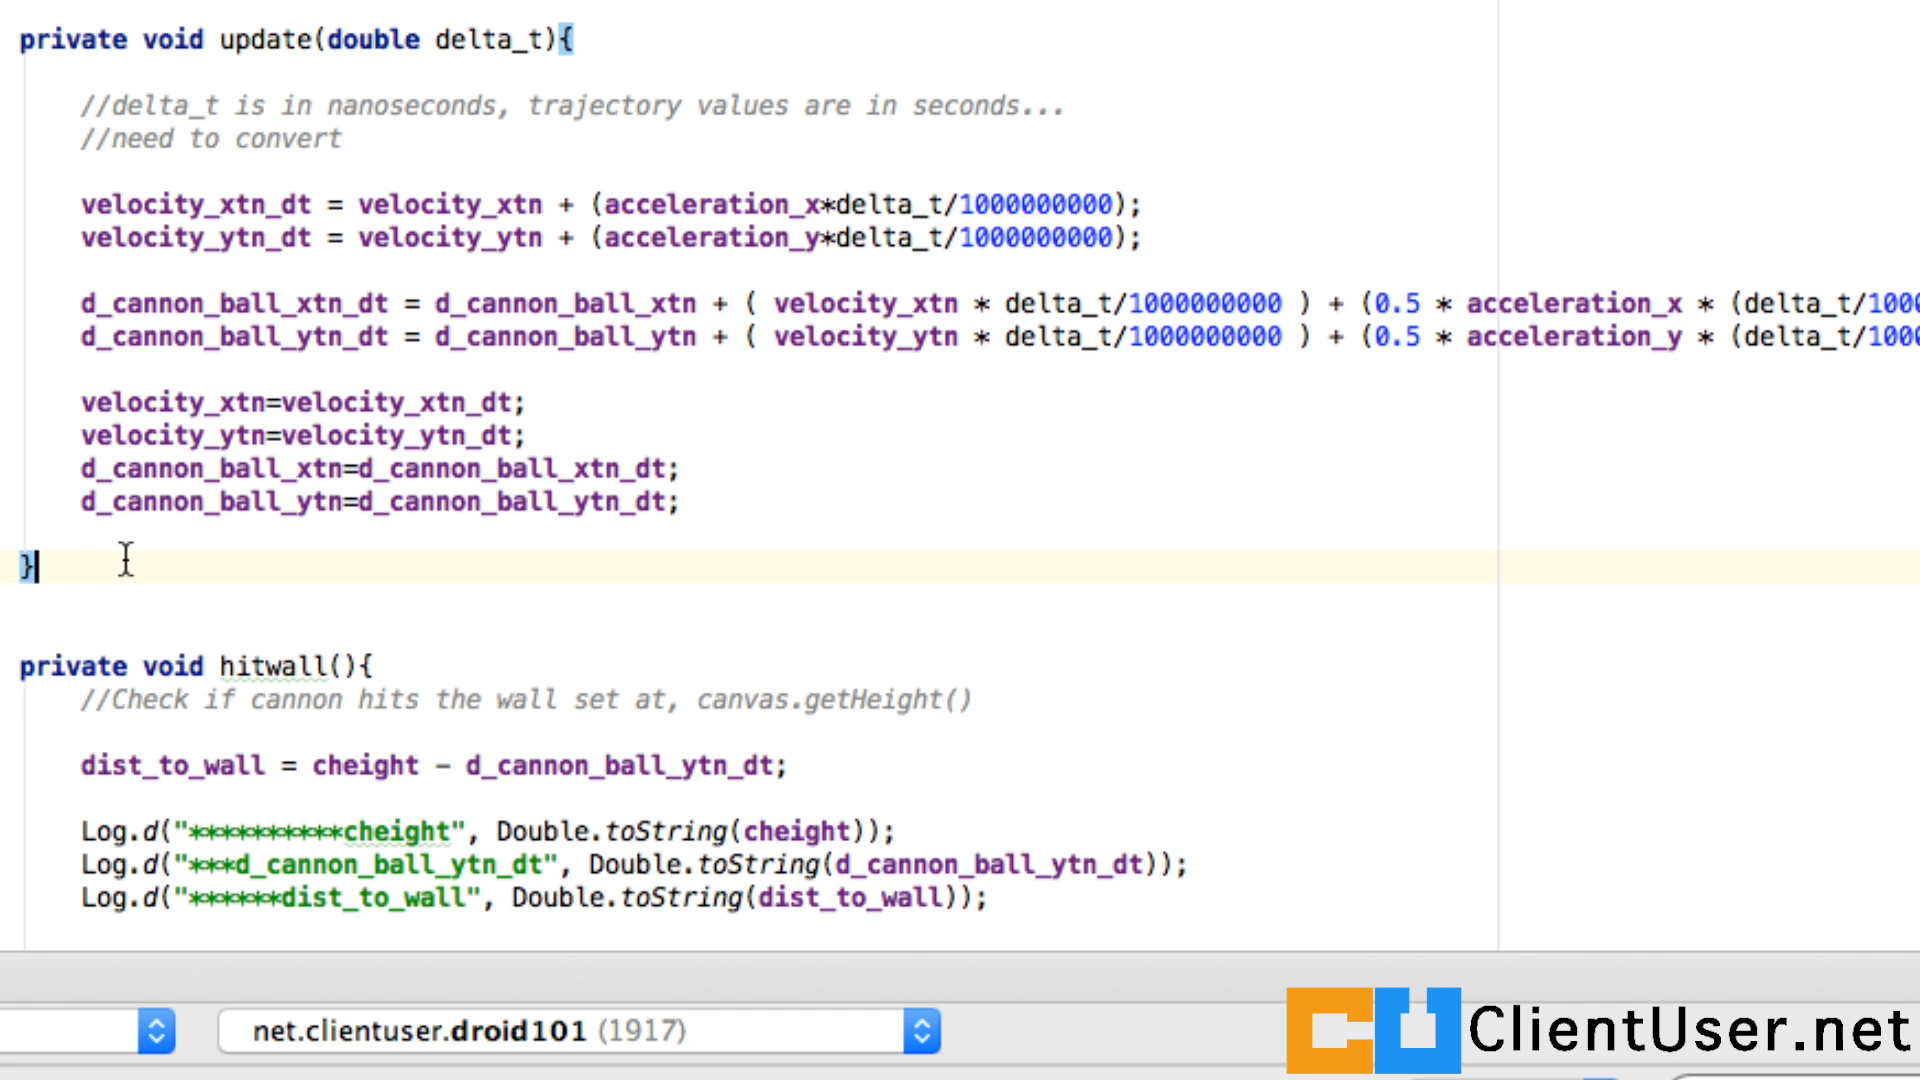 private void update(double delta_t){
//delta_t is in nanoseconds, trajectory values are in seconds...
//need to convert
velocity_xtn_dt = velocity_xtn + (acceleration_x*delta_t/1000000000);
velocity_ytn_dt = velocity_ytn + (acceleration_y*delta_t/1000000000);
d_cannon_ball_xtn_dt = d_cannon_ball_xtn + ( velocity_xtn * delta_t/1000000000 ) + (0.5 * acceleration_x * (delta_t/1000
d_cannon_ball_ytn_dt = d_cannon_ball_ytn + ( velocity_ytn * delta_t/1000000000 ) + (0.5 * acceleration_y * (delta_t/1000
velocity_xtn=velocity_xtn_dt;
velocity_ytn=velocity_ytn_dt;
d_cannon_ball_xtn=d_cannon_ball_xtn_dt;
d_cannon_ball_ytn=d_cannon_ball_ytn_dt;
}
private void hitwall(){
//Check if cannon hits the wall set at, canvas.getHeight()
dist_to_wall = cheight - d_cannon_ball_ytn_dt;
Log.d("**********cheight", Double.toString(cheight));
Log.d("***d_cannon_ball_ytn_dt", Double.toString(d_cannon_ball_ytn_dt));
Log.d("******dist_to_wall", Double.toString(dist_to_wall));
net.clientuser.droid101 (1917)
CU ClientUser.net